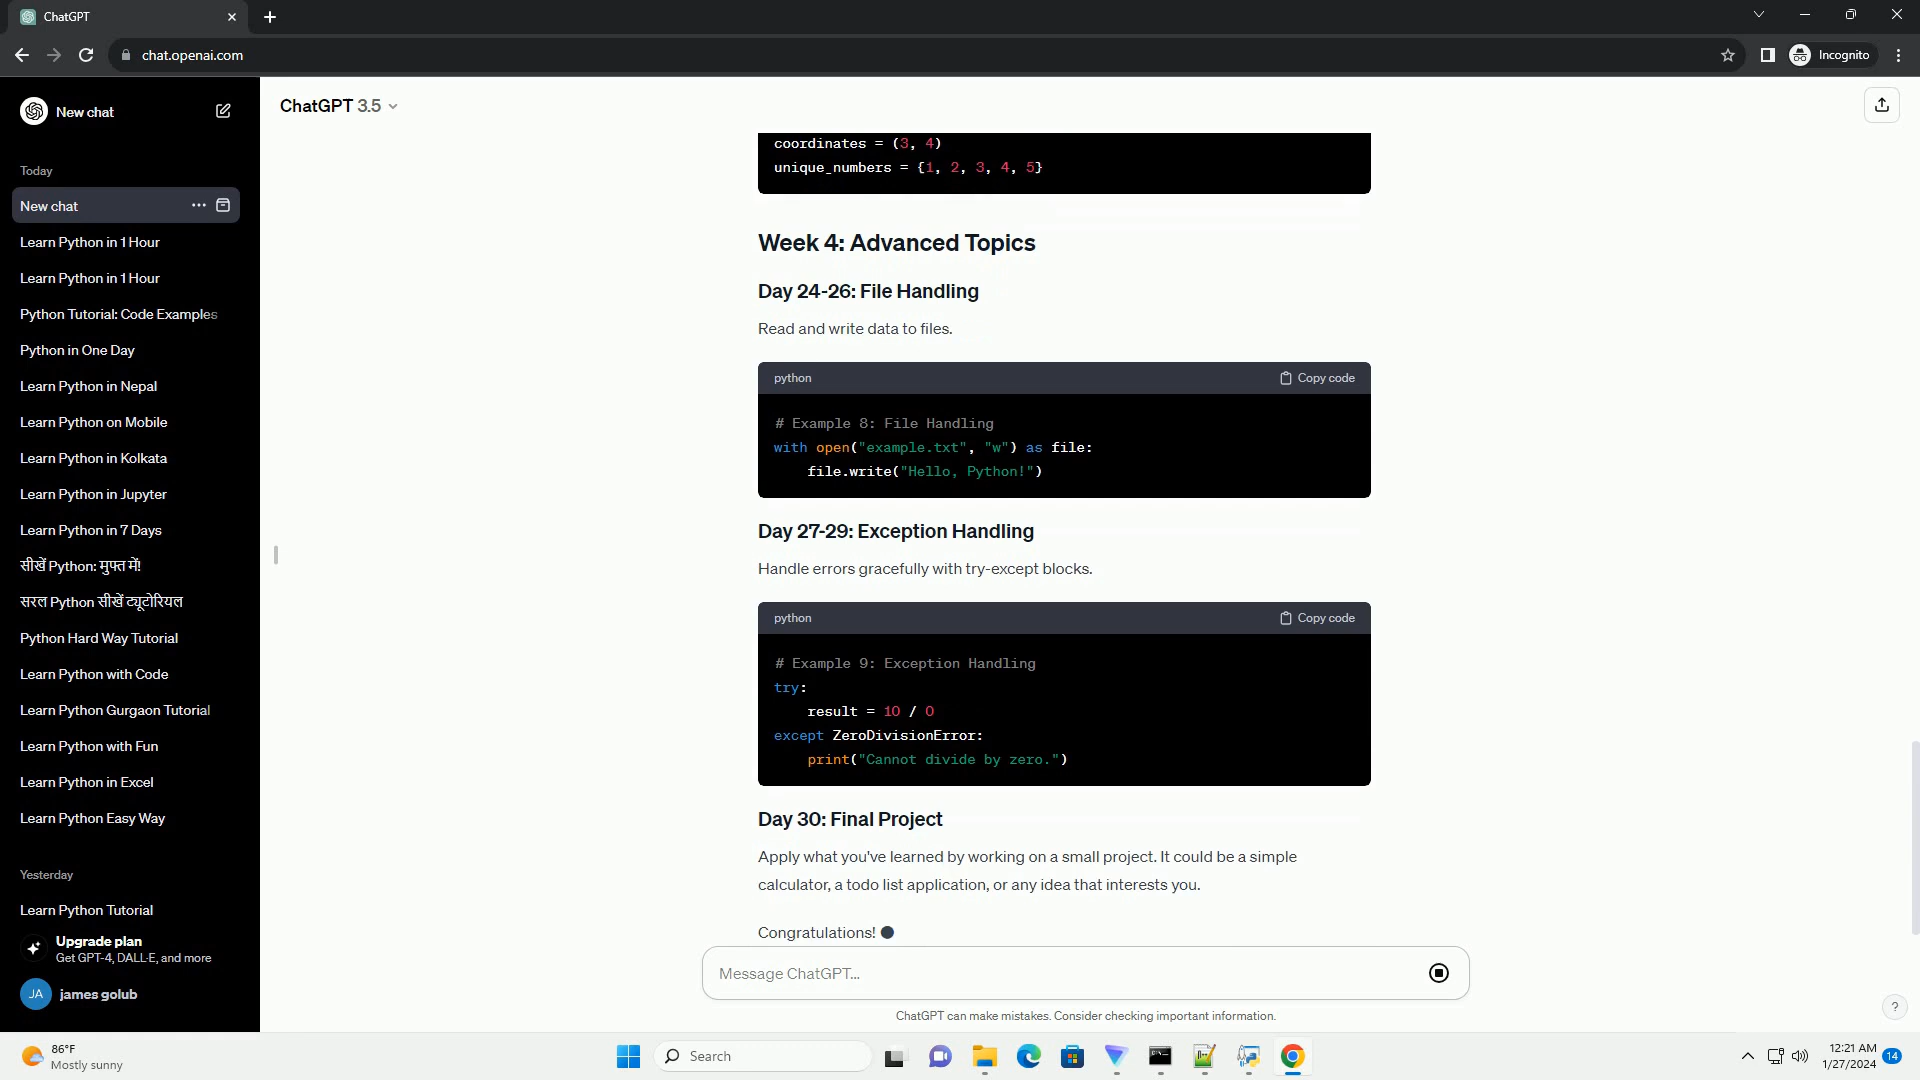 ChatGPT
chat.openai.com
Incognito
New chat
ChatGPT 3.5
Today
New chat
Learn Python in 1 Hour
Learn Python in 1 Hour
Python Tutorial: Code Examples
Python in One Day
Learn Python in Nepal
Learn Python on Mobile
Learn Python in Kolkata
Learn Python in Jupyter
Learn Python in 7 Days
सीखें Python: मुफ्त में!
सरल Python सीखें ट्यूटोरियल
Python Hard Way Tutorial
Learn Python with Code
Learn Python Gurgaon Tutorial
Learn Python with Fun
Learn Python in Excel
Learn Python Easy Way
Yesterday
Learn Python Tutorial
Upgrade plan
Get GPT-4, DALL·E, and more
JA
james golub
coordinates = (3, 4)
unique_numbers = {1, 2, 3, 4, 5}
Week 4: Advanced Topics
Day 24-26: File Handling
Read and write data to files.
python
Copy code
# Example 8: File Handling
with open("example.txt", "w") as file:
    file.write("Hello, Python!")
Day 27-29: Exception Handling
Handle errors gracefully with try-except blocks.
python
Copy code
# Example 9: Exception Handling
try:
    result = 10 / 0
except ZeroDivisionError:
    print("Cannot divide by zero.")
Day 30: Final Project
Apply what you've learned by working on a small project. It could be a simple
calculator, a todo list application, or any idea that interests you.
Congratulations!
Message ChatGPT…
ChatGPT can make mistakes. Consider checking important information.
?
86°F
Mostly sunny
Search
12:21 AM
1/27/2024
14